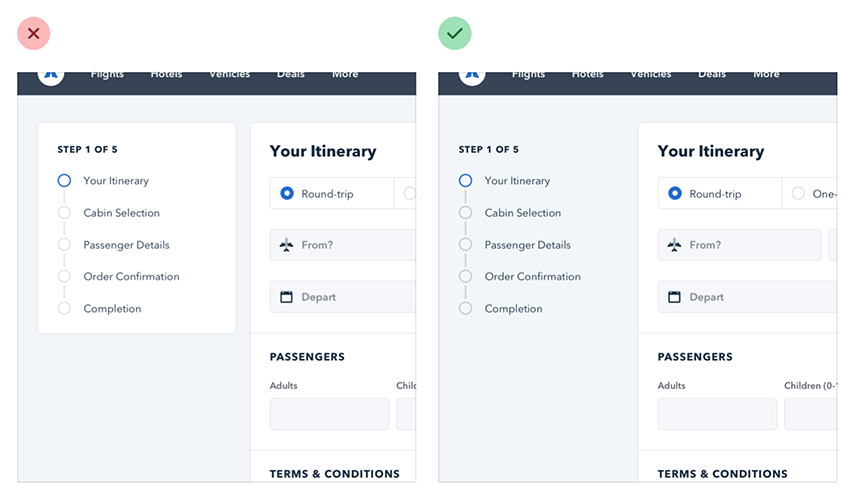 Flights Hotels Vehicles Deals More
STEP 1 OF 5
Your Itinerary
Cabin Selection
Passenger Details
Order Confirmation
Completion
Your Itinerary
Round-trip
From?
Depart
PASSENGERS
Adults
TERMS & CONDITIONS
Flights Hotels Vehicles Deals More
STEP 1 OF 5
Your Itinerary
Cabin Selection
Passenger Details
Order Confirmation
Completion
Your Itinerary
Round-trip One-
From?
Depart
PASSENGERS
Adults Children (0-
TERMS & CONDITIONS